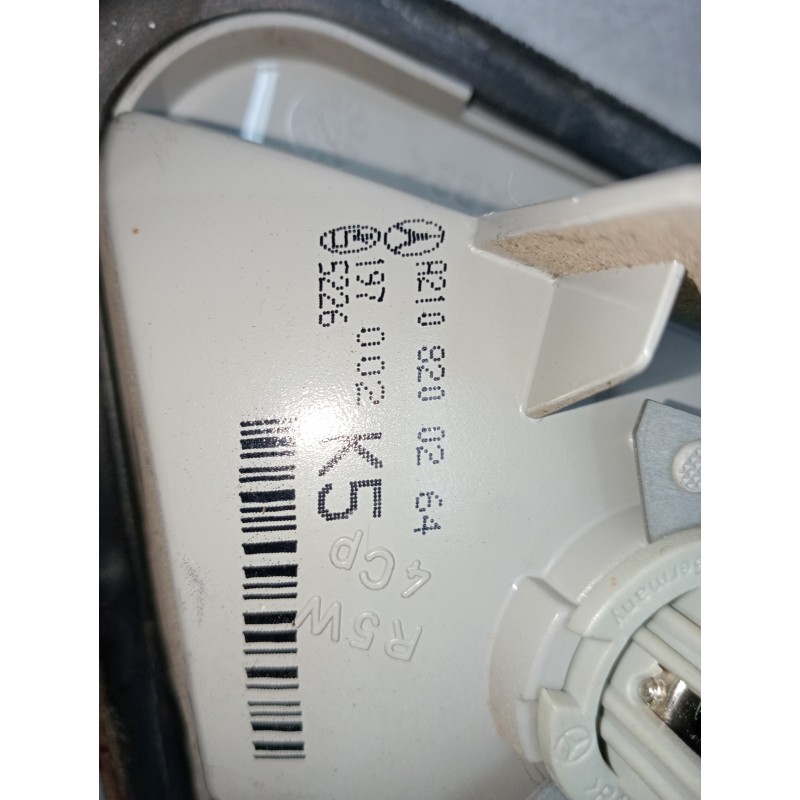 A210 820 02 64
197 002 K5
5226
4Cp
R5W
Germany